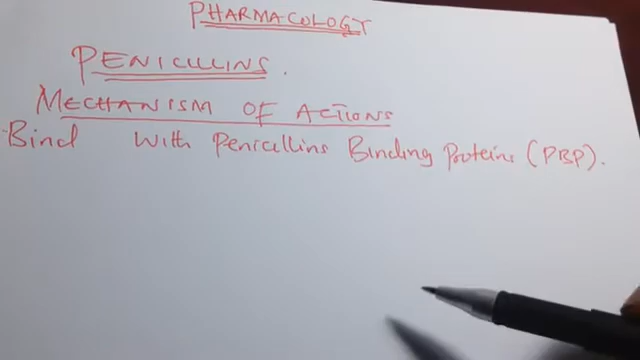 PHARMACOLOGY
PENICILLINS.
MECHANISM OF ACTIONS
Bind With Penicillins Binding Proteins (PBP).